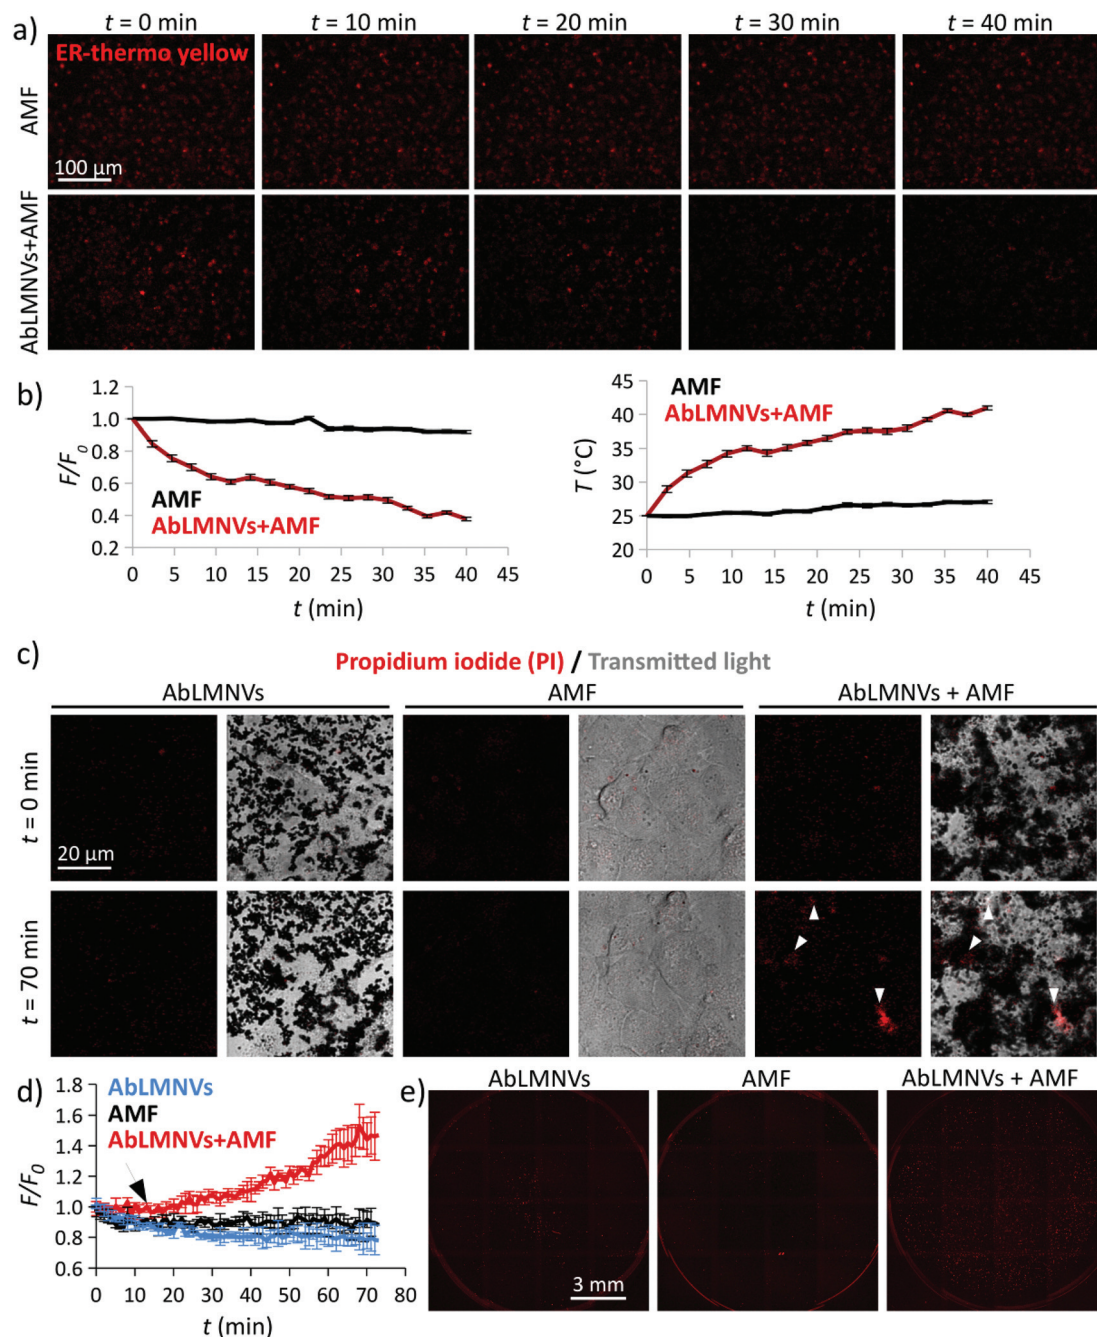 a)
t = 0 min
t = 10 min
t = 20 min
t = 30 min
t = 40 min
ER-thermo yellow
AMF
100 µm
AbLMNVs+AMF
b)
1.2
1.0
0.8
0.6
0.4
0.2
F/F0
AMF
AbLMNVs+AMF
0 5 10 15 20 25 30 35 40 45
t (min)
45
40
35
30
25
20
T (°C)
AMF
AbLMNVs+AMF
0 5 10 15 20 25 30 35 40 45
t (min)
c)
Propidium iodide (PI) / Transmitted light
AbLMNVs
AMF
AbLMNVs + AMF
t = 0 min
20 µm
t = 70 min
d)
1.8
1.6
1.4
1.2
1.0
0.8
0.6
F/F0
AbLMNVs
AMF
AbLMNVs+AMF
0 10 20 30 40 50 60 70 80
t (min)
e)
AbLMNVs
AMF
AbLMNVs + AMF
3 mm